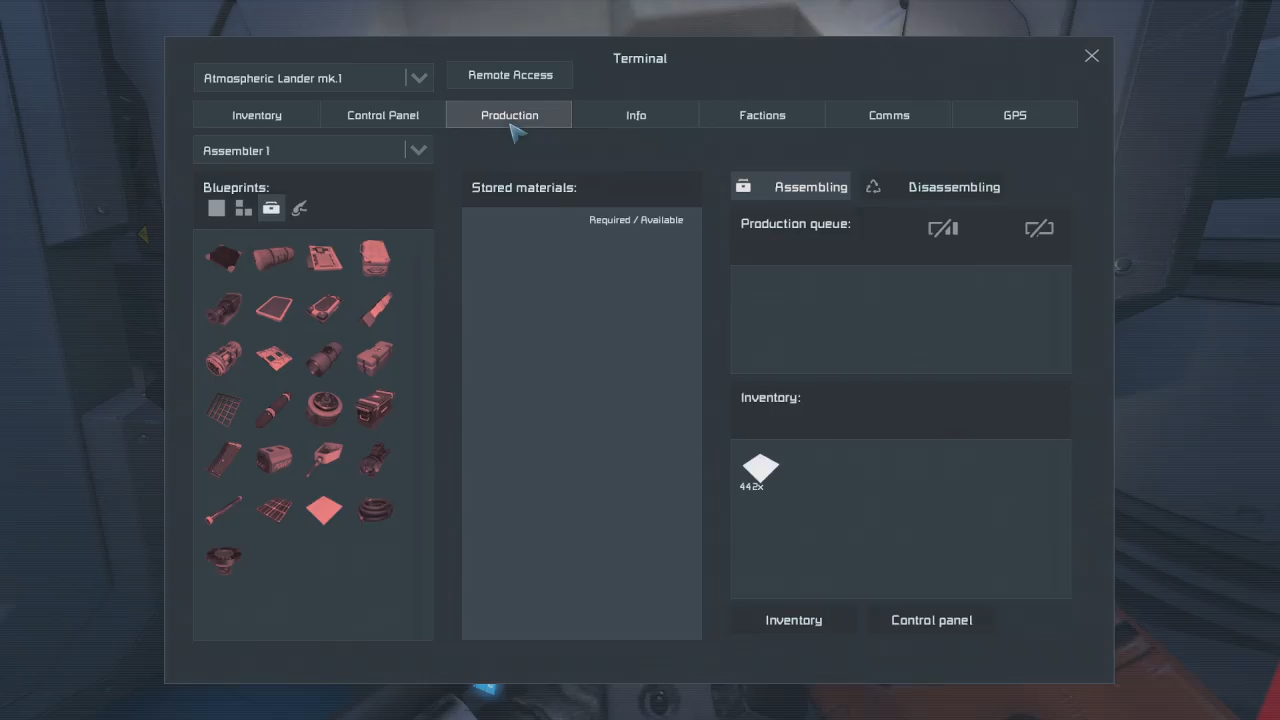 Terminal
Atmospheric Lander mk.1
Remote Access
Inventory
Control Panel
Production
Info
Factions
Comms
GPS
Assembler 1
Blueprints:
Stored materials:
Required / Available
Assembling
Disassembling
Production queue:
Inventory:
442x
Inventory
Control panel